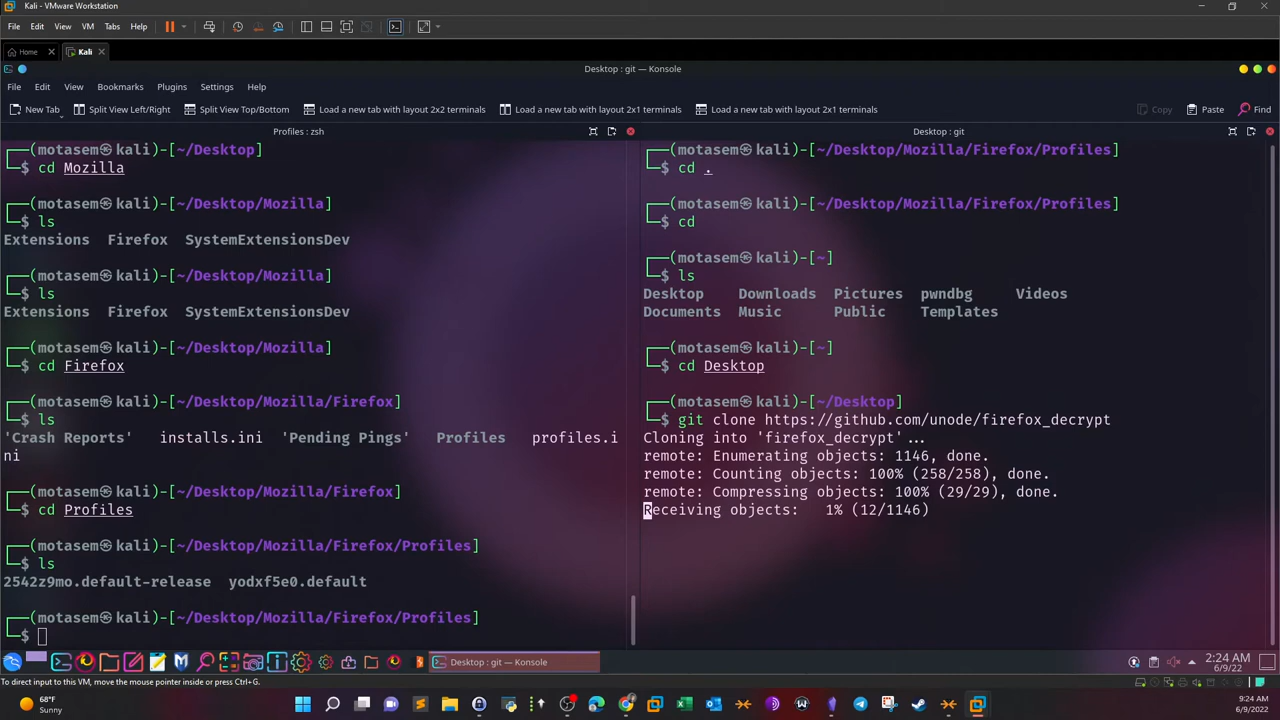 Kali - VMware Workstation
File Edit View VM Tabs Help
Home Kali
Desktop : git — Konsole
File Edit View Bookmarks Plugins Settings Help
New Tab Split View Left/Right Split View Top/Bottom Load a new tab with layout 2x2 terminals Load a new tab with layout 2x1 terminals Load a new tab with layout 2x1 terminals Copy Paste Find
Profiles : zsh
┌──(motasem㉿kali)-[~/Desktop]
└─$ cd Mozilla
┌──(motasem㉿kali)-[~/Desktop/Mozilla]
└─$ ls
Extensions Firefox SystemExtensionsDev
┌──(motasem㉿kali)-[~/Desktop/Mozilla]
└─$ ls
Extensions Firefox SystemExtensionsDev
┌──(motasem㉿kali)-[~/Desktop/Mozilla]
└─$ cd Firefox
┌──(motasem㉿kali)-[~/Desktop/Mozilla/Firefox]
└─$ ls
'Crash Reports' installs.ini 'Pending Pings' Profiles profiles.i
ni
┌──(motasem㉿kali)-[~/Desktop/Mozilla/Firefox]
└─$ cd Profiles
┌──(motasem㉿kali)-[~/Desktop/Mozilla/Firefox/Profiles]
└─$ ls
2542z9mo.default-release yodxf5e0.default
┌──(motasem㉿kali)-[~/Desktop/Mozilla/Firefox/Profiles]
└─$
Desktop : git
┌──(motasem㉿kali)-[~/Desktop/Mozilla/Firefox/Profiles]
└─$ cd .
┌──(motasem㉿kali)-[~/Desktop/Mozilla/Firefox/Profiles]
└─$ cd
┌──(motasem㉿kali)-[~]
└─$ ls
Desktop Downloads Pictures pwndbg Videos
Documents Music Public Templates
┌──(motasem㉿kali)-[~]
└─$ cd Desktop
┌──(motasem㉿kali)-[~/Desktop]
└─$ git clone https://github.com/unode/firefox_decrypt
Cloning into 'firefox_decrypt'...
remote: Enumerating objects: 1146, done.
remote: Counting objects: 100% (258/258), done.
remote: Compressing objects: 100% (29/29), done.
Receiving objects: 1% (12/1146)
Desktop : git — Konsole
2:24 AM
6/9/22
To direct input to this VM, move the mouse pointer inside or press Ctrl+G.
68°F
Sunny
9:24 AM
6/9/2022